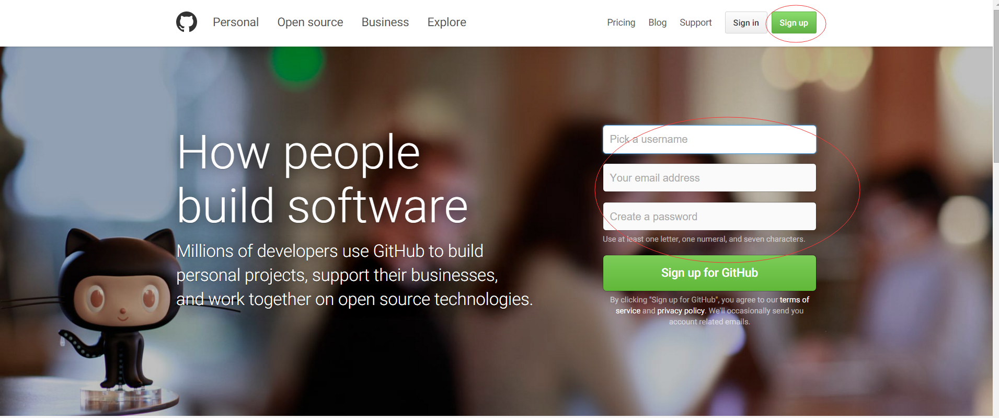 Personal
Open source
Business
Explore
Pricing
Blog
Support
Sign in
Sign up
How people
build software
Millions of developers use GitHub to build
personal projects, support their businesses,
and work together on open source technologies.
Pick a username
Your email address
Create a password
Use at least one letter, one numeral, and seven characters.
Sign up for GitHub
By clicking "Sign up for GitHub", you agree to our terms of
service and privacy policy. We'll occasionally send you
account related emails.